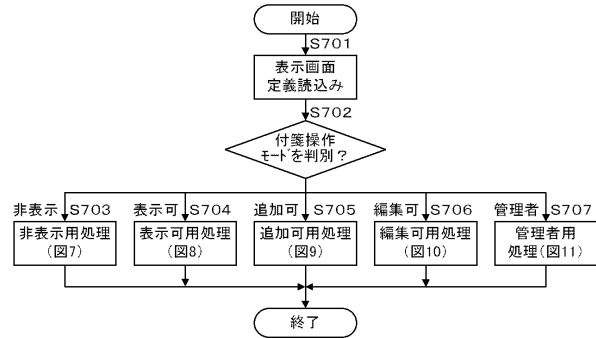 開始
S701
表示画面
定義読込み
S702
付箋操作
モードを判別？
非表示 S703
表示可 S704
追加可 S705
編集可 S706
管理者 S707
非表示用処理
（図7）
表示可用処理
（図8）
追加可用処理
（図9）
編集可用処理
（図10）
管理者用
処理（図11）
終了